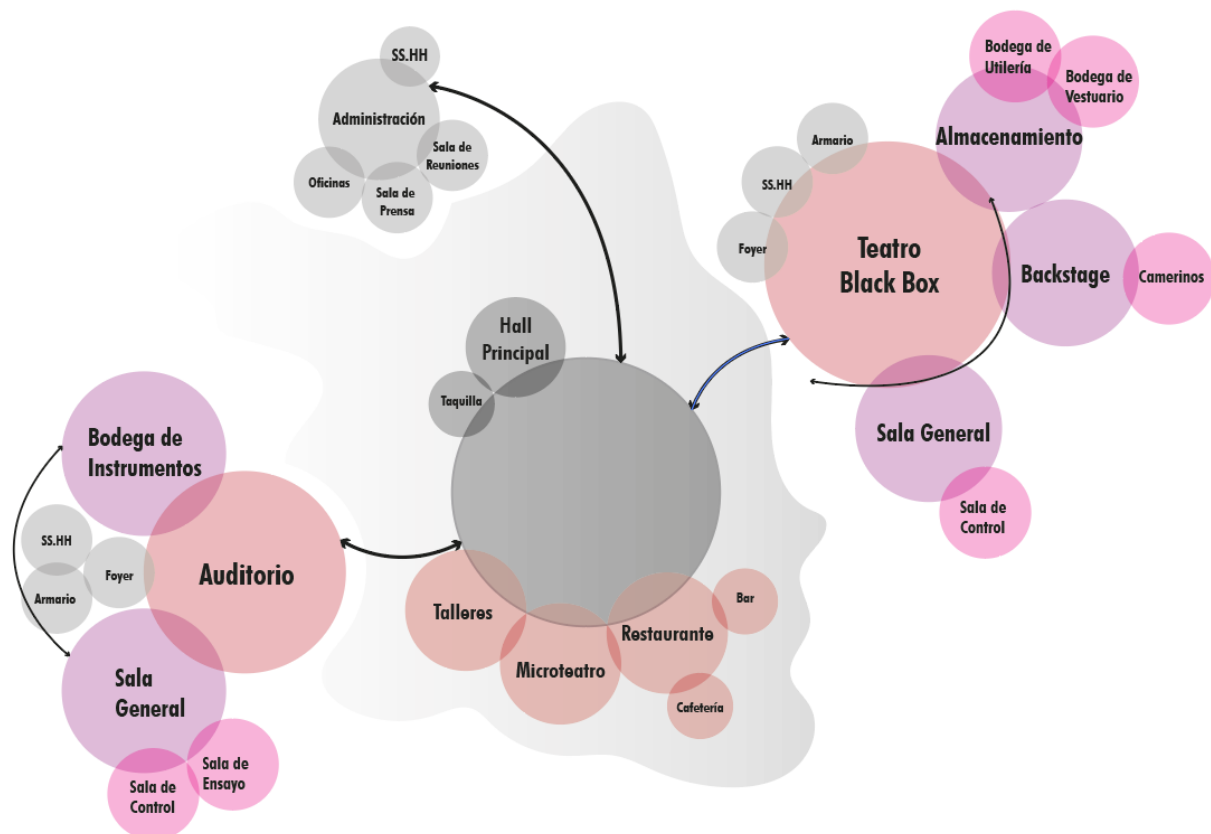 SS.HH
Administración
Sala de
Reuniones
Oficinas
Sala de
Prensa
Bodega de
Utilería
Bodega de
Vestuario
Almacenamiento
Armario
SS.HH
Foyer
Teatro
Black Box
Backstage
Camerinos
Sala General
Sala de
Control
Hall
Principal
Taquilla
Bodega de
Instrumentos
SS.HH
Foyer
Armario
Auditorio
Sala
General
Sala de
Ensayo
Sala de
Control
Talleres
Microteatro
Restaurante
Bar
Cafetería